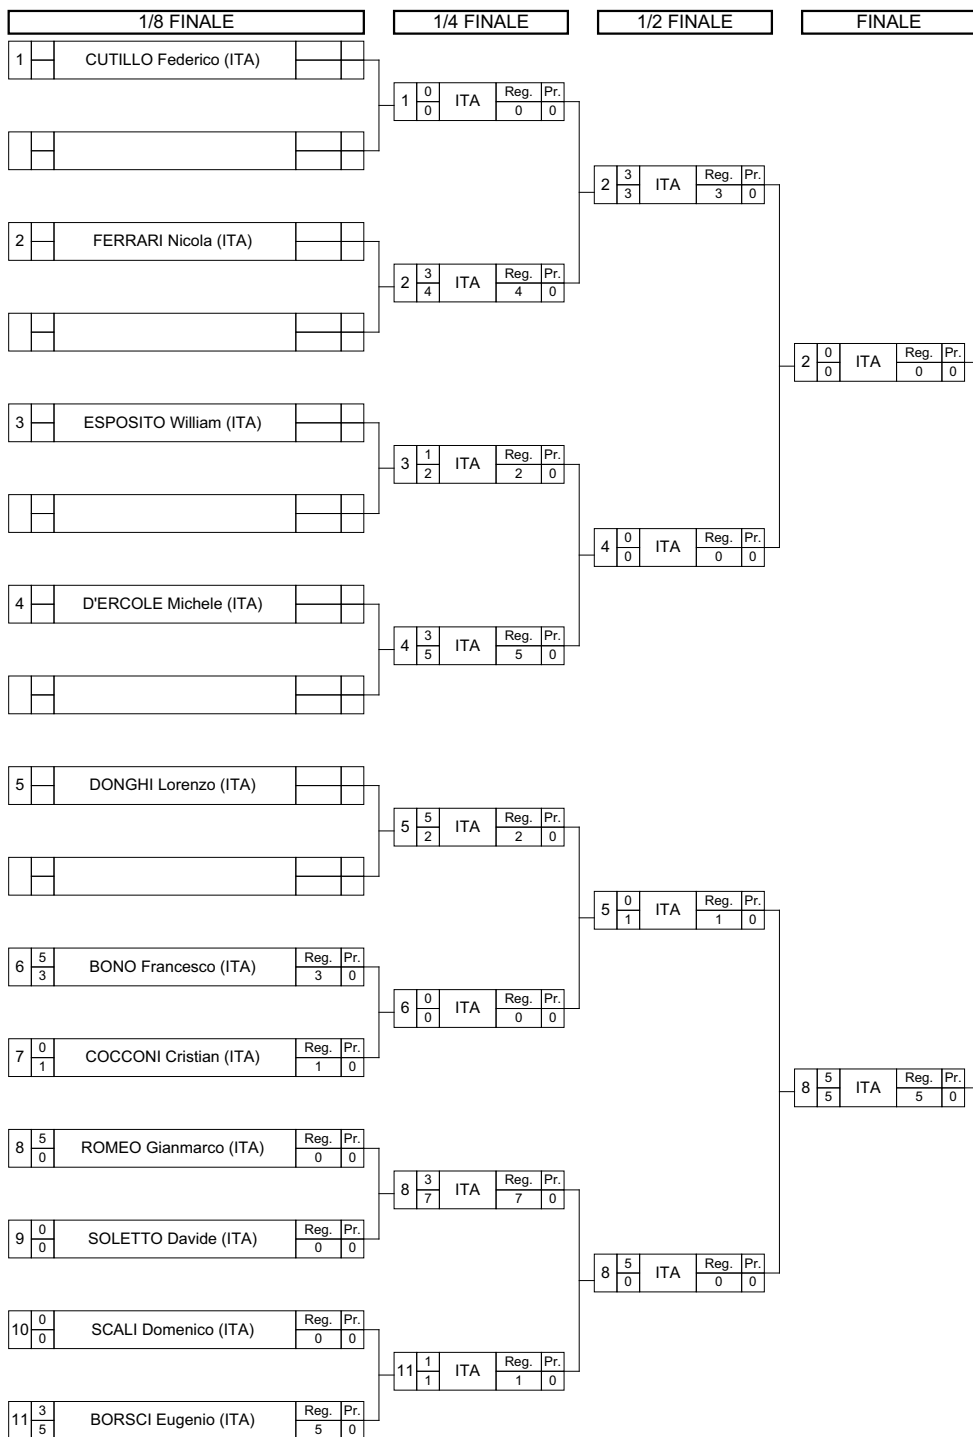 1/8 FINALE 1/4 FINALE 1/2 FINALE FINALE
1 CUTILLO Federico (ITA)
1 0 0 ITA Reg. 0 Pr. 0
2 3 3 ITA Reg. 3 Pr. 0
2 FERRARI Nicola (ITA)
2 3 4 ITA Reg. 4 Pr. 0
2 0 0 ITA Reg. 0 Pr. 0
3 ESPOSITO William (ITA)
3 1 2 ITA Reg. 2 Pr. 0
4 0 0 ITA Reg. 0 Pr. 0
4 D'ERCOLE Michele (ITA)
4 3 5 ITA Reg. 5 Pr. 0
5 DONGHI Lorenzo (ITA)
5 5 2 ITA Reg. 2 Pr. 0
5 0 1 ITA Reg. 1 Pr. 0
6 5 3 BONO Francesco (ITA) Reg. 3 Pr. 0
6 0 0 ITA Reg. 0 Pr. 0
7 0 1 COCCONI Cristian (ITA) Reg. 1 Pr. 0
8 5 5 ITA Reg. 5 Pr. 0
8 5 0 ROMEO Gianmarco (ITA) Reg. 0 Pr. 0
8 3 7 ITA Reg. 7 Pr. 0
9 0 0 SOLETTO Davide (ITA) Reg. 0 Pr. 0
8 5 0 ITA Reg. 0 Pr. 0
10 0 0 SCALI Domenico (ITA) Reg. 0 Pr. 0
11 1 1 ITA Reg. 1 Pr. 0
11 3 5 BORSCI Eugenio (ITA) Reg. 5 Pr. 0